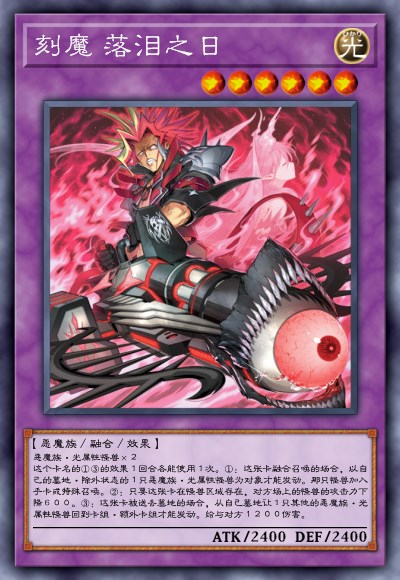 刻魔 落泪之日
ひかり
光
【恶魔族/融合/效果】
恶魔族·光属性怪兽×2
这个卡名的①③的效果1回合各能使用1次。①：这张卡融合召唤的场合，以自
己的墓地·除外状态的1只恶魔族·光属性怪兽为对象才能发动。那只怪兽加入
手卡或特殊召唤。②：只要这张卡在怪兽区域存在，对方场上的怪兽的攻击力下
降600。③：这张卡被送去墓地的场合，从自己墓地让1只其他的恶魔族·光
属性怪兽回到卡组·额外卡组才能发动。给与对方1200伤害。
ATK/2400 DEF/2400